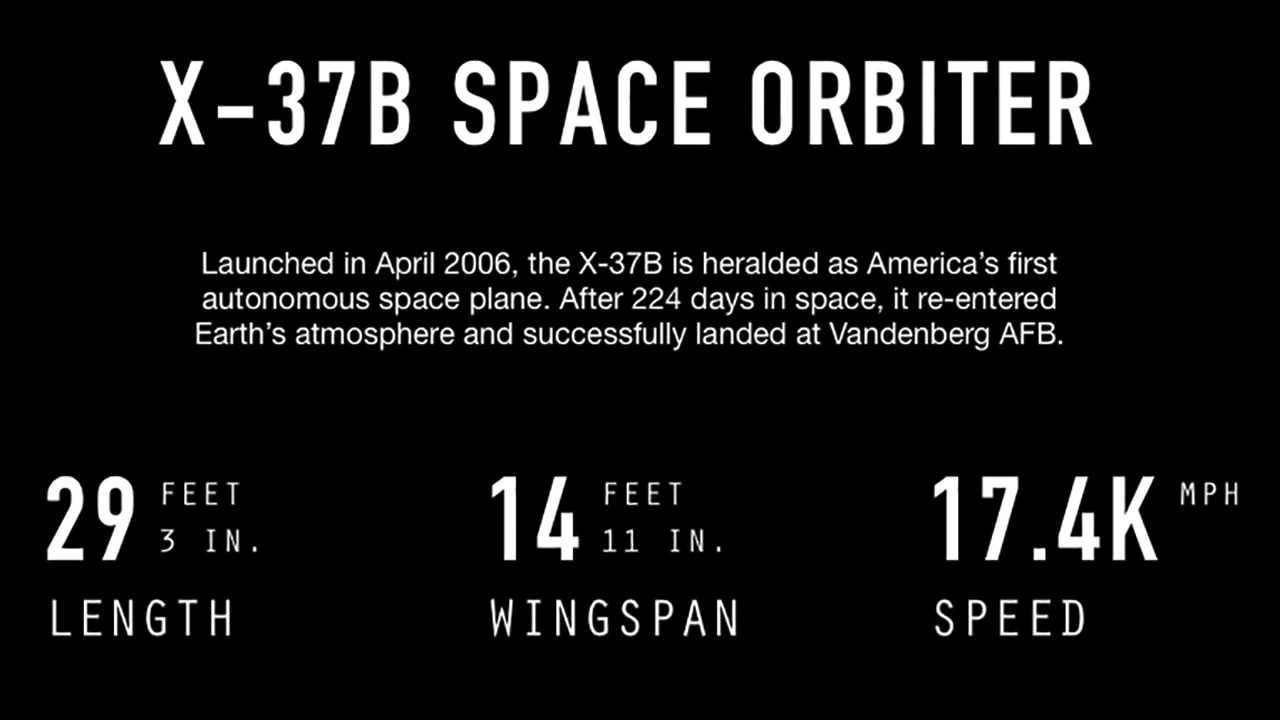 X-37B SPACE ORBITER
Launched in April 2006, the X-37B is heralded as America's first
autonomous space plane. After 224 days in space, it re-entered
Earth's atmosphere and successfully landed at Vandenberg AFB.
29 FEET 3 IN.
LENGTH
14 FEET 11 IN.
WINGSPAN
17.4K MPH
SPEED